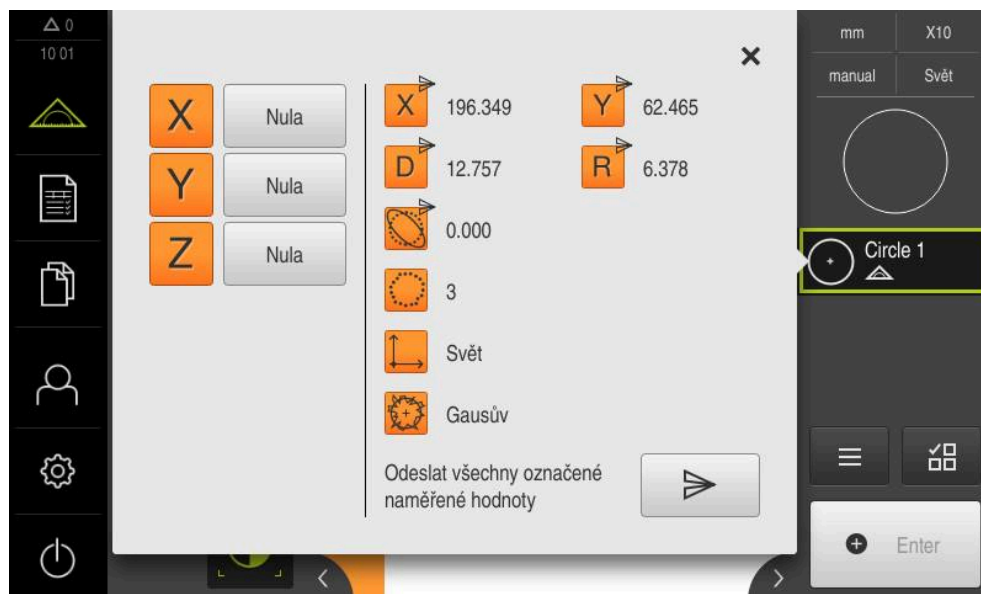 0
10 01
X Nula
Y Nula
Z Nula
X 196.349 Y 62.465
D 12.757 R 6.378
0.000
3
Svět
Gausův
Odeslat všechny označené
naměřené hodnoty
mm X10
manual Svět
Circle 1
Enter